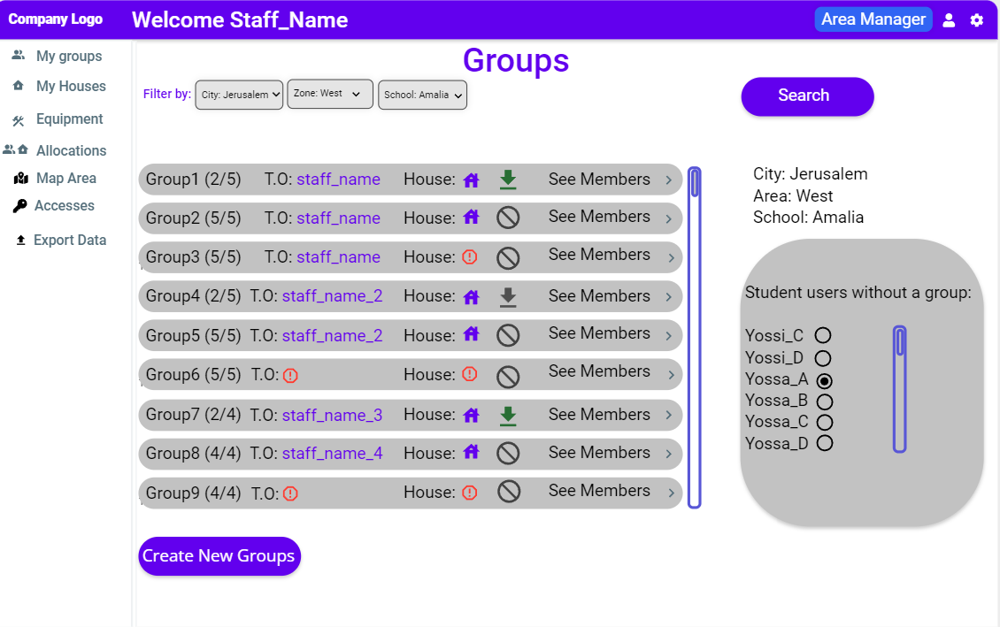 Company Logo
Welcome Staff_Name
Area Manager
My groups
My Houses
Equipment
Allocations
Map Area
Accesses
Export Data
Groups
Filter by:
City: Jerusalem
Zone: West
School: Amalia
Search
Group1 (2/5) T.O: staff_name House: See Members
Group2 (5/5) T.O: staff_name House: See Members
Group3 (5/5) T.O: staff_name House: See Members
Group4 (2/5) T.O: staff_name_2 House: See Members
Group5 (5/5) T.O: staff_name_2 House: See Members
Group6 (5/5) T.O: House: See Members
Group7 (2/4) T.O: staff_name_3 House: See Members
Group8 (4/4) T.O: staff_name_4 House: See Members
Group9 (4/4) T.O: House: See Members
Create New Groups
City: Jerusalem
Area: West
School: Amalia
Student users without a group:
Yossi_C
Yossi_D
Yossa_A
Yossa_B
Yossa_C
Yossa_D